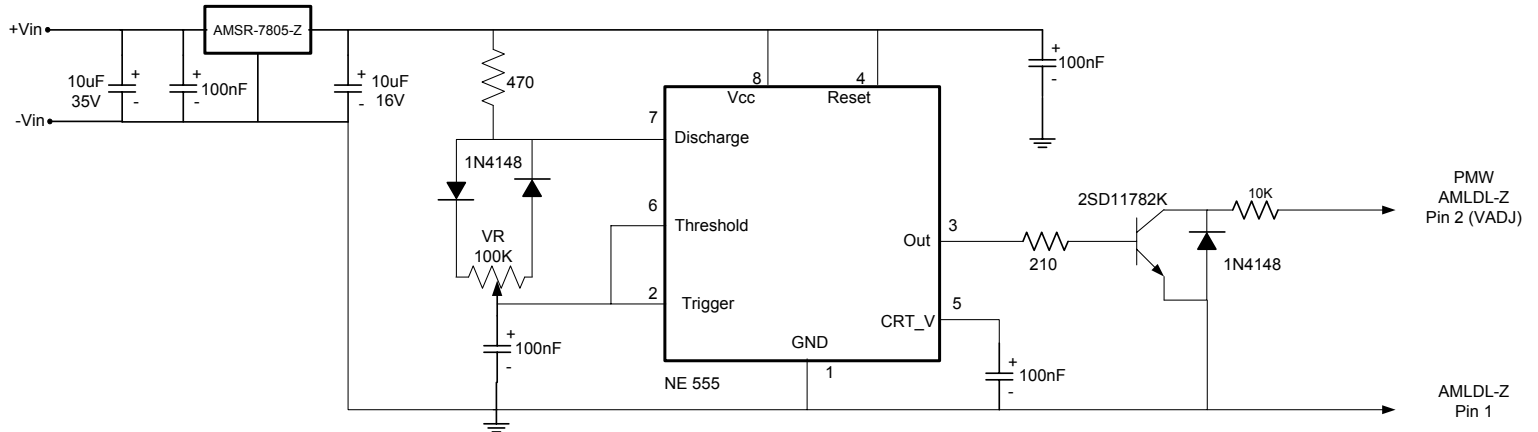 +Vin
-Vin
10uF
35V
+
-
100nF
+
-
AMSR-7805-Z
10uF
16V
+
-
470
1N4148
VR
100K
+
100nF
-
7
Discharge
6
Threshold
2
Trigger
8
Vcc
4
Reset
Out
3
CRT_V
5
GND
1
NE 555
+
100nF
-
+
100nF
-
210
2SD11782K
10K
1N4148
PMW
AMLDL-Z
Pin 2 (VADJ)
AMLDL-Z
Pin 1